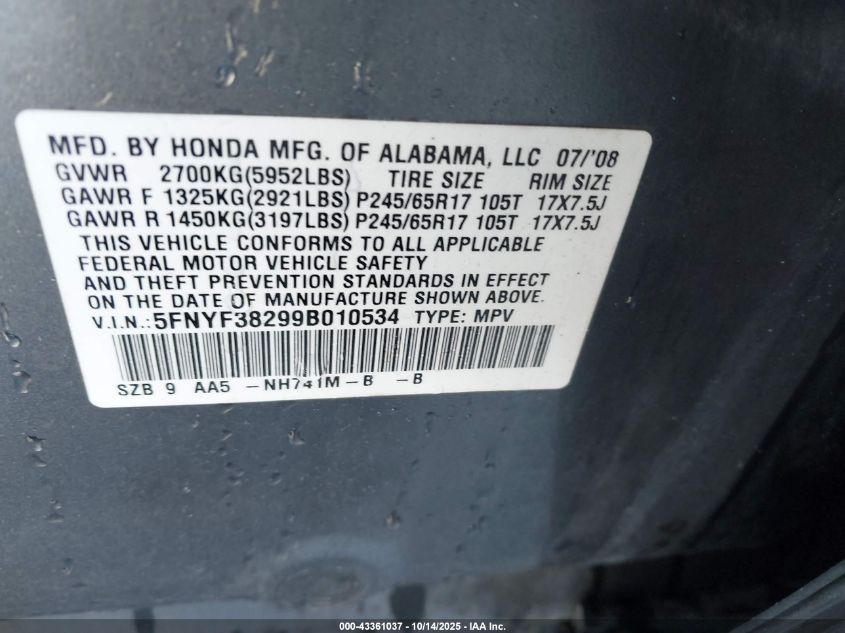 MFD. BY HONDA MFG. OF ALABAMA, LLC 07/'08
GVWR 2700KG(5952LBS) TIRE SIZE RIM SIZE
GAWR F 1325KG(2921LBS) P245/65R17 105T 17X7.5J
GAWR R 1450KG(3197LBS) P245/65R17 105T 17X7.5J
THIS VEHICLE CONFORMS TO ALL APPLICABLE
FEDERAL MOTOR VEHICLE SAFETY
AND THEFT PREVENTION STANDARDS IN EFFECT
ON THE DATE OF MANUFACTURE SHOWN ABOVE.
V.I.N.: 5FNYF38299B010534 TYPE: MPV
SZB 9 AA5 -NH741M-B -B
000-43361037 - 10/14/2025 - IAA Inc.